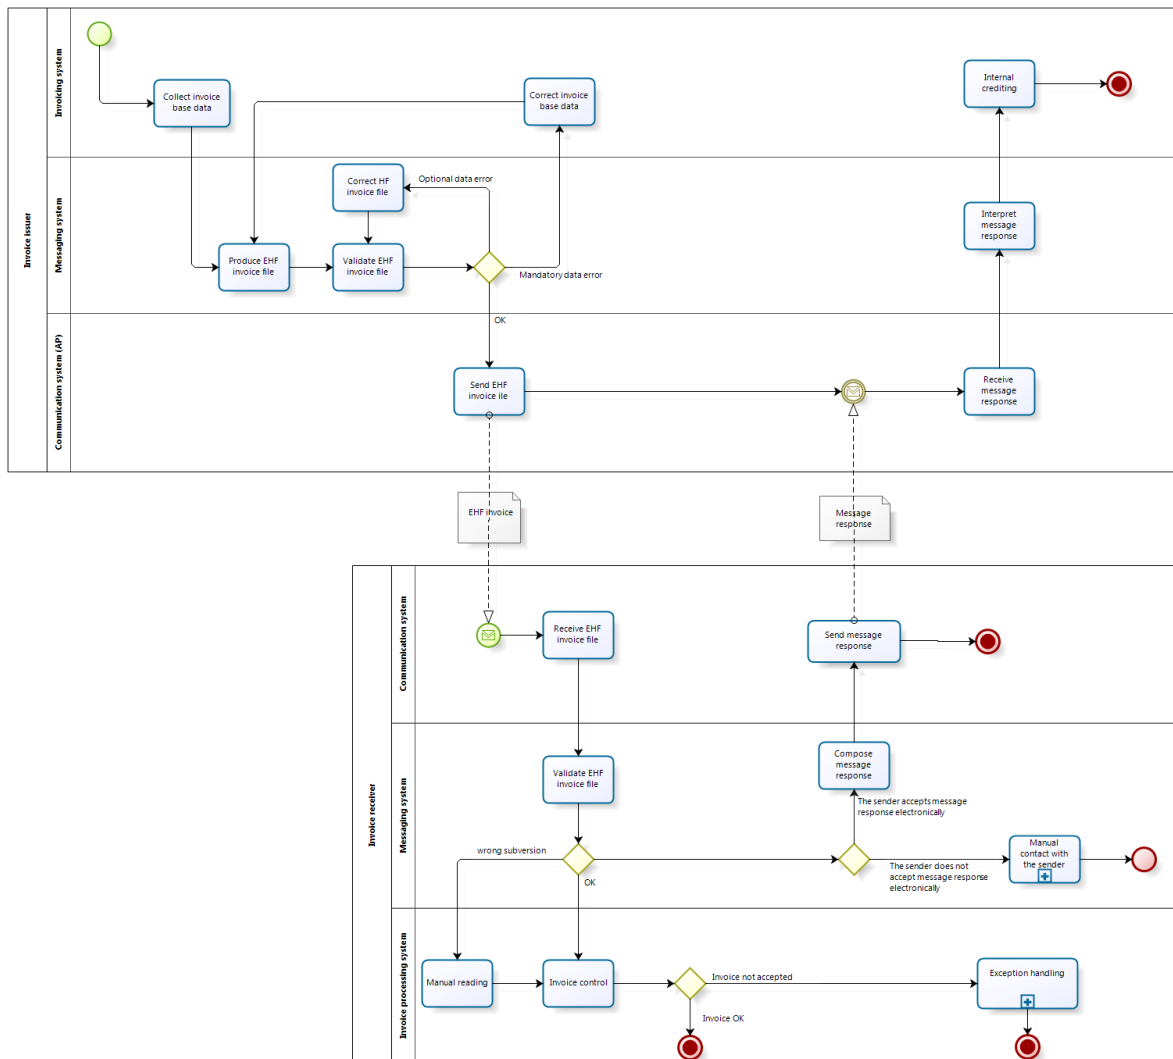 Invoice issuer
Invoicing system
Collect invoice
base data
Correct invoice
base data
Internal
crediting
Messaging system
Correct HF
invoice file
Optional data error
Produce EHF
invoice file
Validate EHF
invoice file
Mandatory data error
Interpret
message
response
OK
Communication system (AP)
Send EHF
invoice ile
Receive
message
response
EHF invoice
Message
response
Invoice receiver
Communication system
Receive EHF
invoice file
Send message
response
Messaging system
Validate EHF
invoice file
Compose
message
response
The sender accepts message
response electronically
wrong subversion
OK
The sender does not
accept message response
electronically
Manual
contact with
the sender
Invoice processing system
Manual reading
Invoice control
Invoice not accepted
Invoice OK
Exception handling